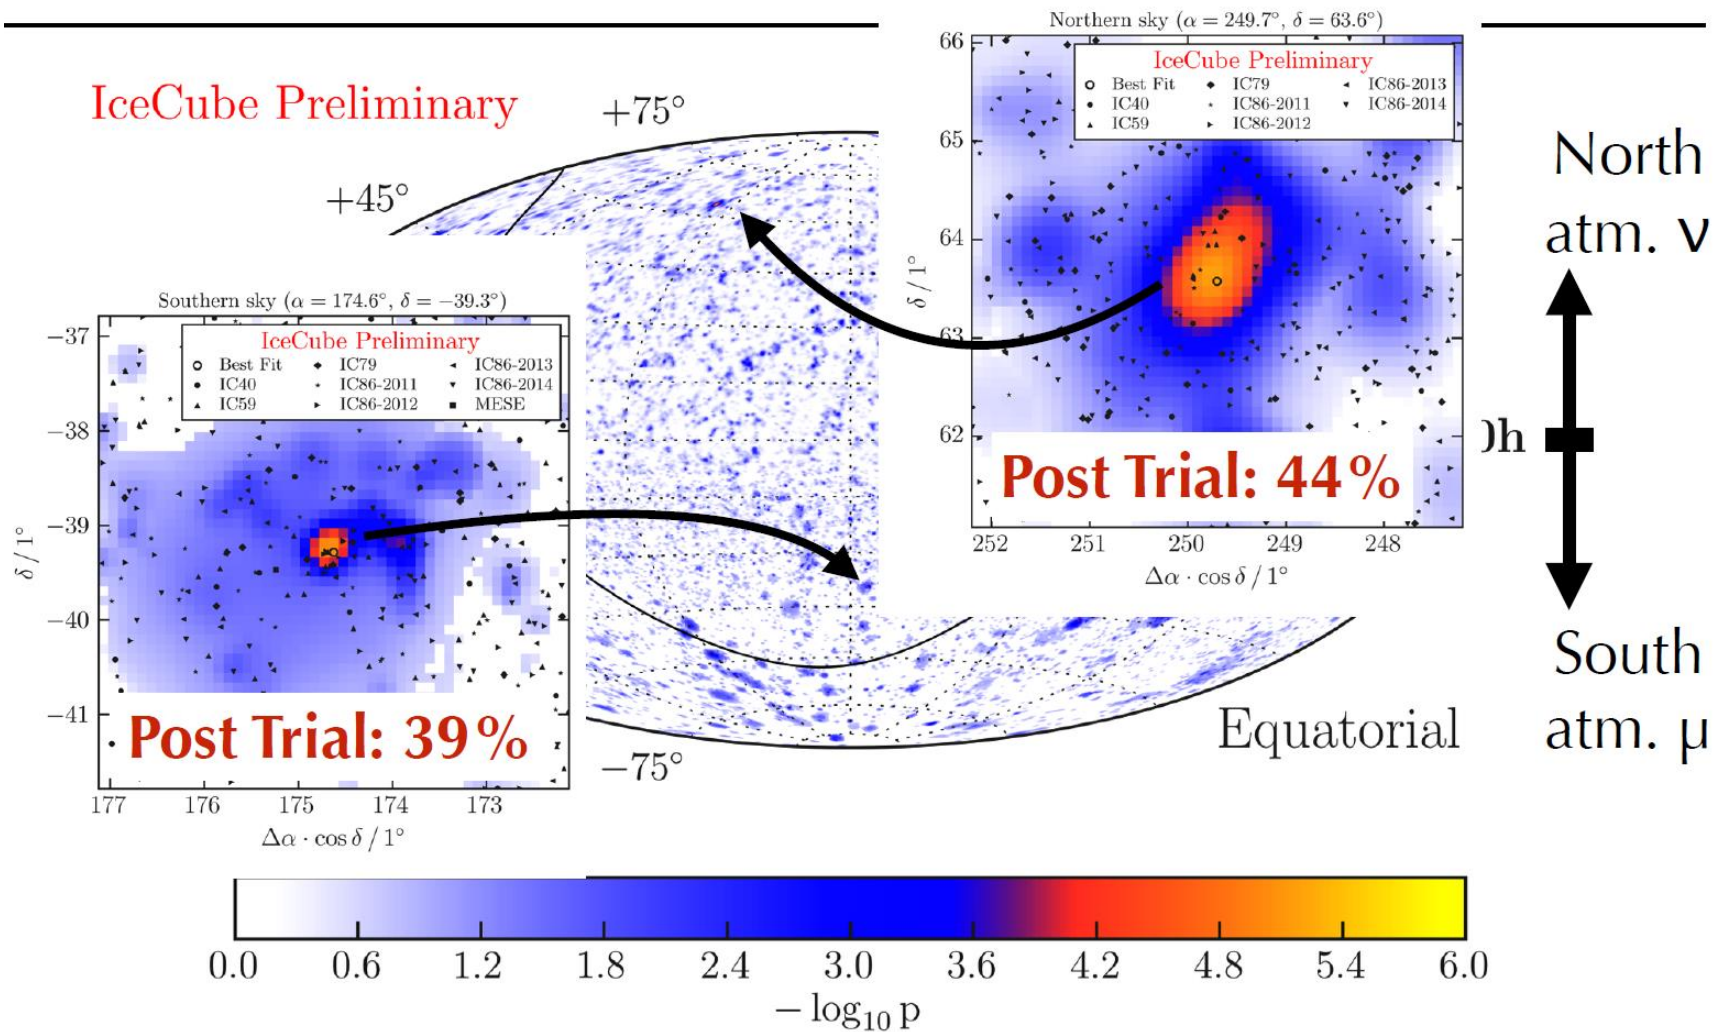 IceCube Preliminary
+75°
+45°
Northern sky (α = 249.7°, δ = 63.6°)
IceCube Preliminary
Best Fit IC79 IC86-2013
IC40 IC86-2011 IC86-2014
IC59 IC86-2012
66
65
64
63
62
δ / 1°
Post Trial: 44%
252 251 250 249 248
Δα · cos δ / 1°
North
atm. ν
0h
South
atm. μ
Southern sky (α = 174.6°, δ = −39.3°)
IceCube Preliminary
Best Fit IC79 IC86-2013
IC40 IC86-2011 IC86-2014
IC59 IC86-2012 MESE
−37
−38
−39
−40
−41
δ / 1°
Post Trial: 39%
177 176 175 174 173
Δα · cos δ / 1°
−75°
Equatorial
0.0 0.6 1.2 1.8 2.4 3.0 3.6 4.2 4.8 5.4 6.0
− log₁₀ p